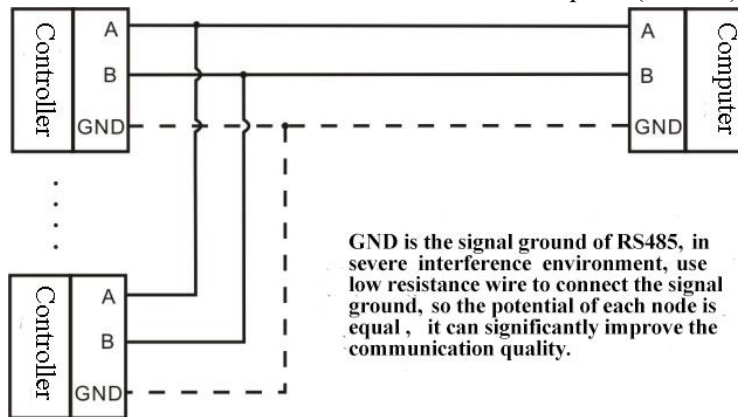 Controller
A
B
GND
A
B
GND
Computer
GND is the signal ground of RS485, in
severe interference environment, use
low resistance wire to connect the signal
ground, so the potential of each node is
equal ,  it can significantly improve the
communication quality.
Controller
A
B
GND